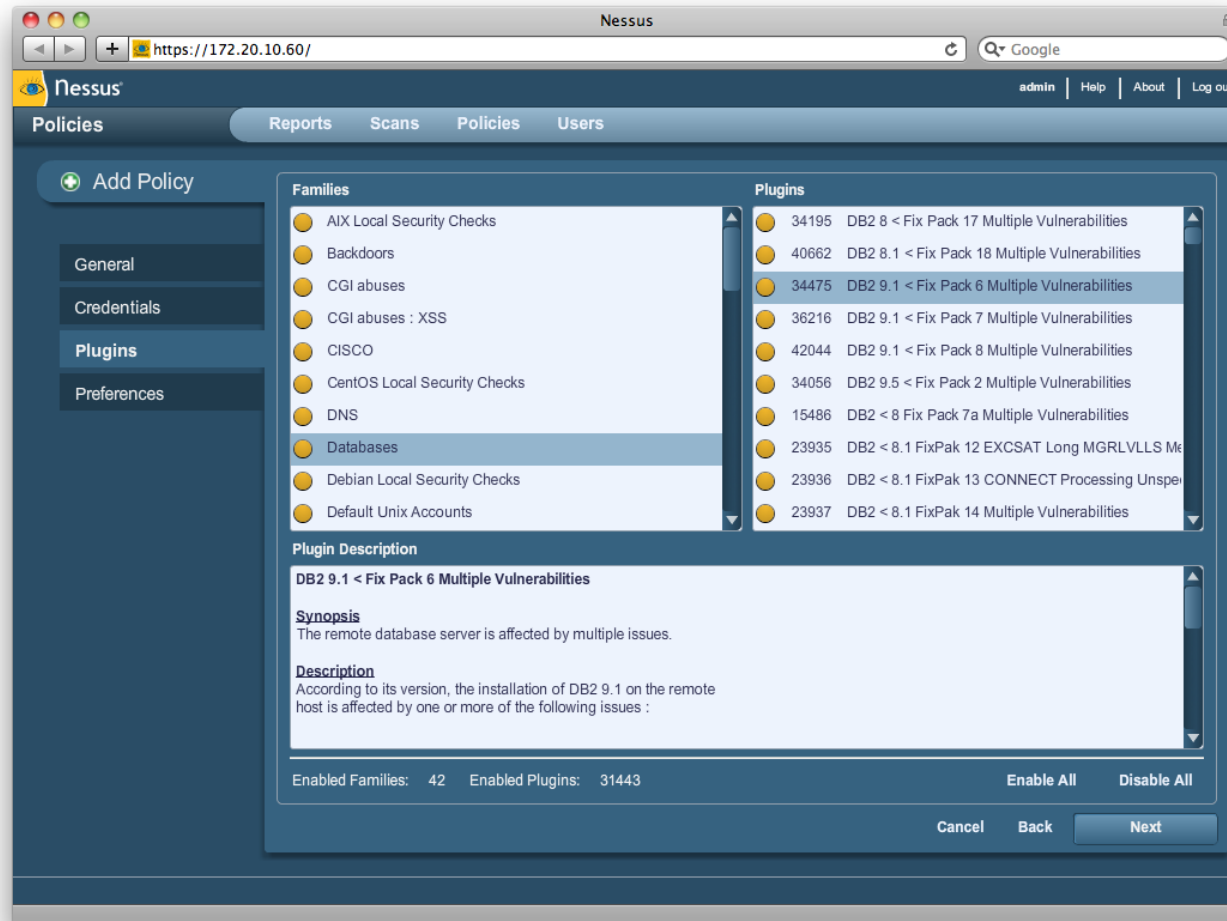 Nessus
https://172.20.10.60/
Google
Nessus
admin Help About Log ou
Policies
Reports Scans Policies Users
Add Policy
General
Credentials
Plugins
Preferences
Families
AIX Local Security Checks
Backdoors
CGI abuses
CGI abuses : XSS
CISCO
CentOS Local Security Checks
DNS
Databases
Debian Local Security Checks
Default Unix Accounts
Plugins
34195 DB2 8 < Fix Pack 17 Multiple Vulnerabilities
40662 DB2 8.1 < Fix Pack 18 Multiple Vulnerabilities
34475 DB2 9.1 < Fix Pack 6 Multiple Vulnerabilities
36216 DB2 9.1 < Fix Pack 7 Multiple Vulnerabilities
42044 DB2 9.1 < Fix Pack 8 Multiple Vulnerabilities
34056 DB2 9.5 < Fix Pack 2 Multiple Vulnerabilities
15486 DB2 < 8 Fix Pack 7a Multiple Vulnerabilities
23935 DB2 < 8.1 FixPak 12 EXCSAT Long MGRLVLLS Me
23936 DB2 < 8.1 FixPak 13 CONNECT Processing Unspe
23937 DB2 < 8.1 FixPak 14 Multiple Vulnerabilities
Plugin Description
DB2 9.1 < Fix Pack 6 Multiple Vulnerabilities
Synopsis
The remote database server is affected by multiple issues.
Description
According to its version, the installation of DB2 9.1 on the remote
host is affected by one or more of the following issues :
Enabled Families: 42 Enabled Plugins: 31443
Enable All Disable All
Cancel Back Next